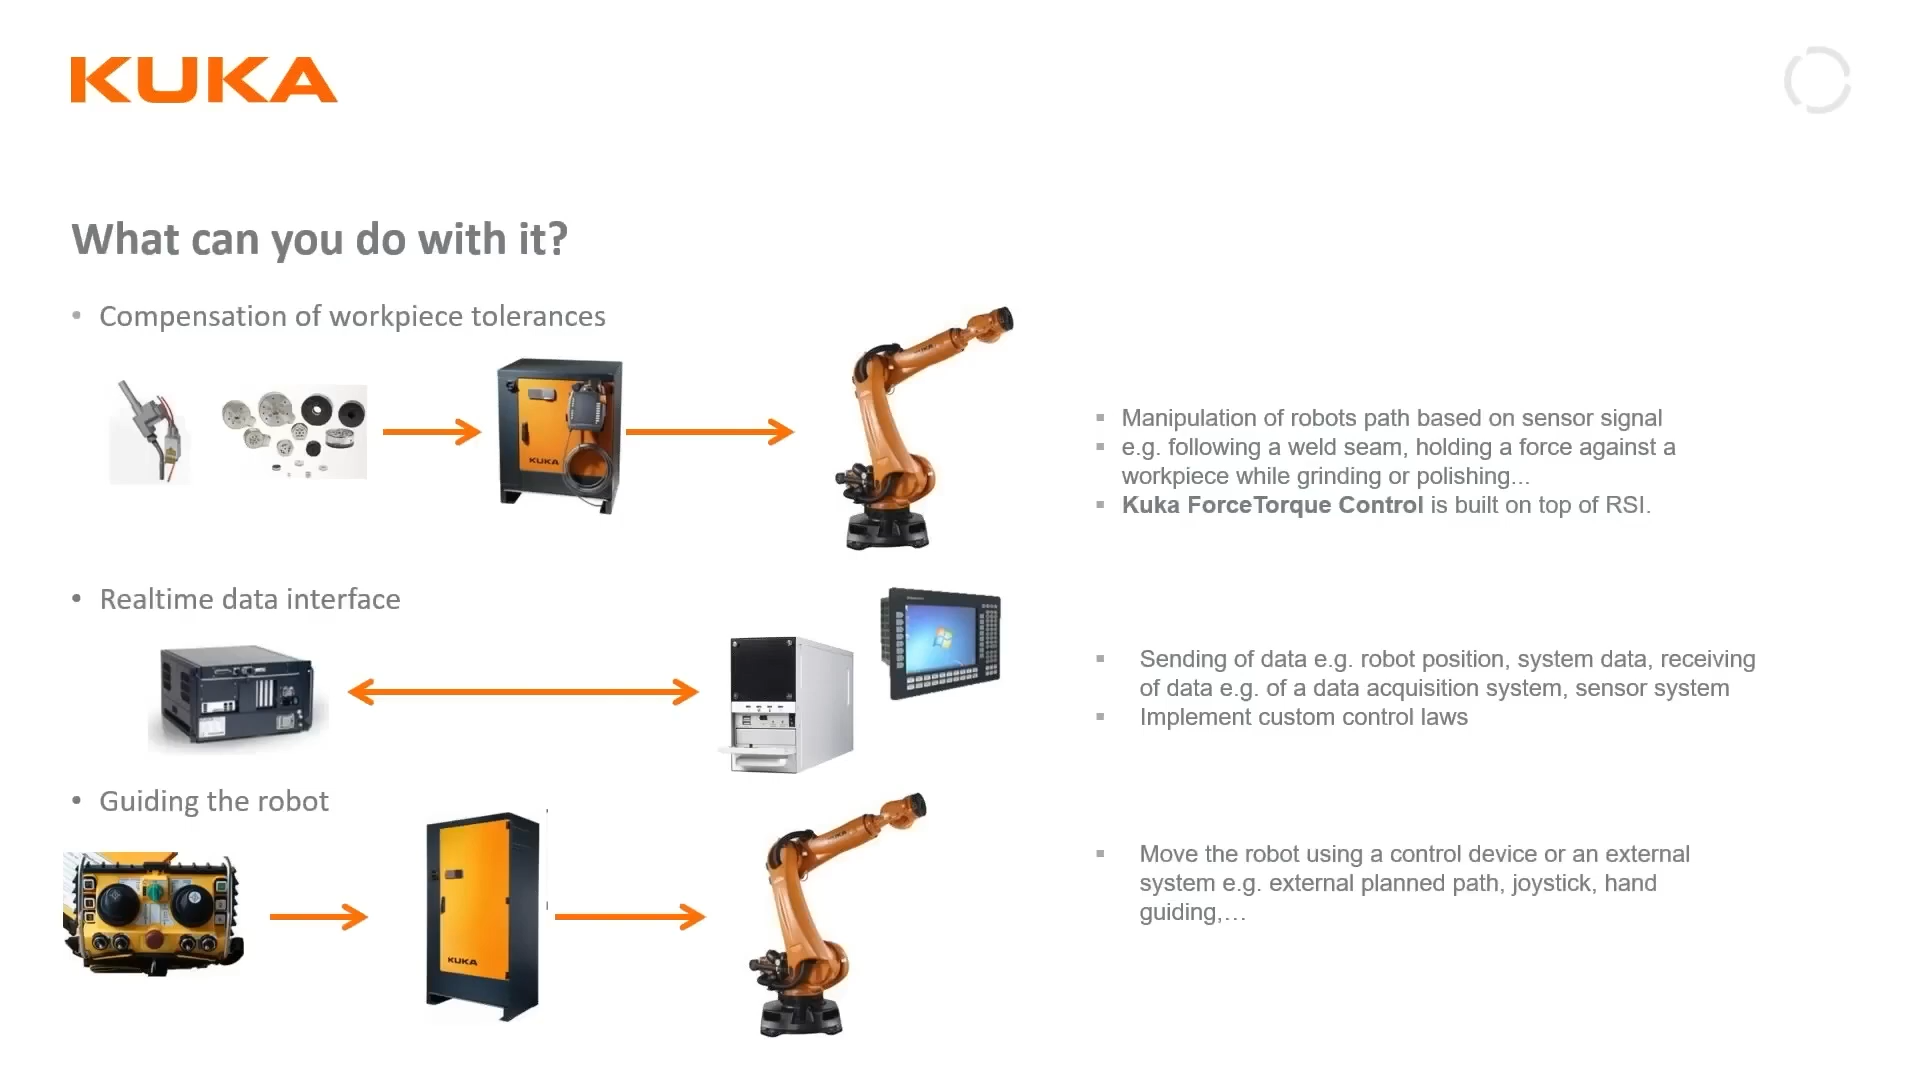 KUKA
What can you do with it?
• Compensation of workpiece tolerances
KUKA
▪ Manipulation of robots path based on sensor signal
▪ e.g. following a weld seam, holding a force against a
workpiece while grinding or polishing...
▪ Kuka ForceTorque Control is built on top of RSI.
• Realtime data interface
▪ Sending of data e.g. robot position, system data, receiving
of data e.g. of a data acquisition system, sensor system
▪ Implement custom control laws
• Guiding the robot
KUKA
KUKA
▪ Move the robot using a control device or an external
system e.g. external planned path, joystick, hand
guiding,…